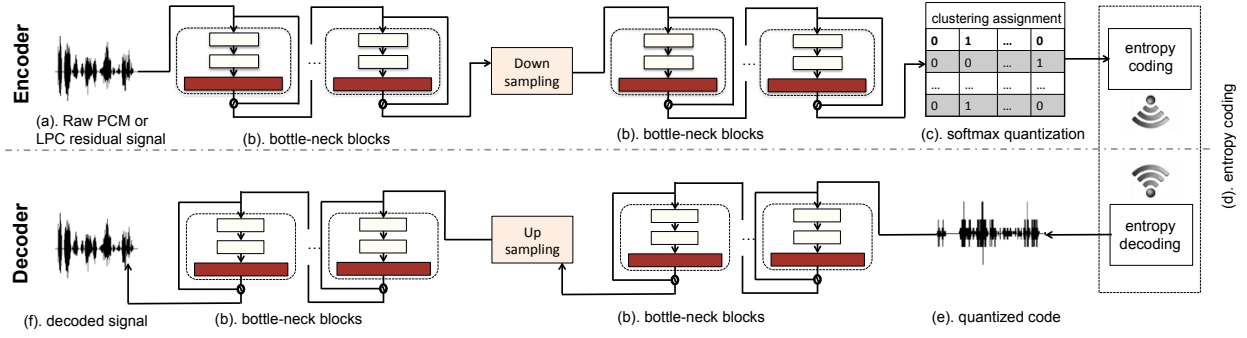 Encoder
(a). Raw PCM or
LPC residual signal
...
(b). bottle-neck blocks
Down
sampling
...
(b). bottle-neck blocks
clustering assignment
0 1 ... 0
0 0 ... 1
... ... ... ...
0 1 ... 0
(c). softmax quantization
entropy
coding
(d). entropy coding
Decoder
(f). decoded signal
...
(b). bottle-neck blocks
Up
sampling
...
(b). bottle-neck blocks
(e). quantized code
entropy
decoding